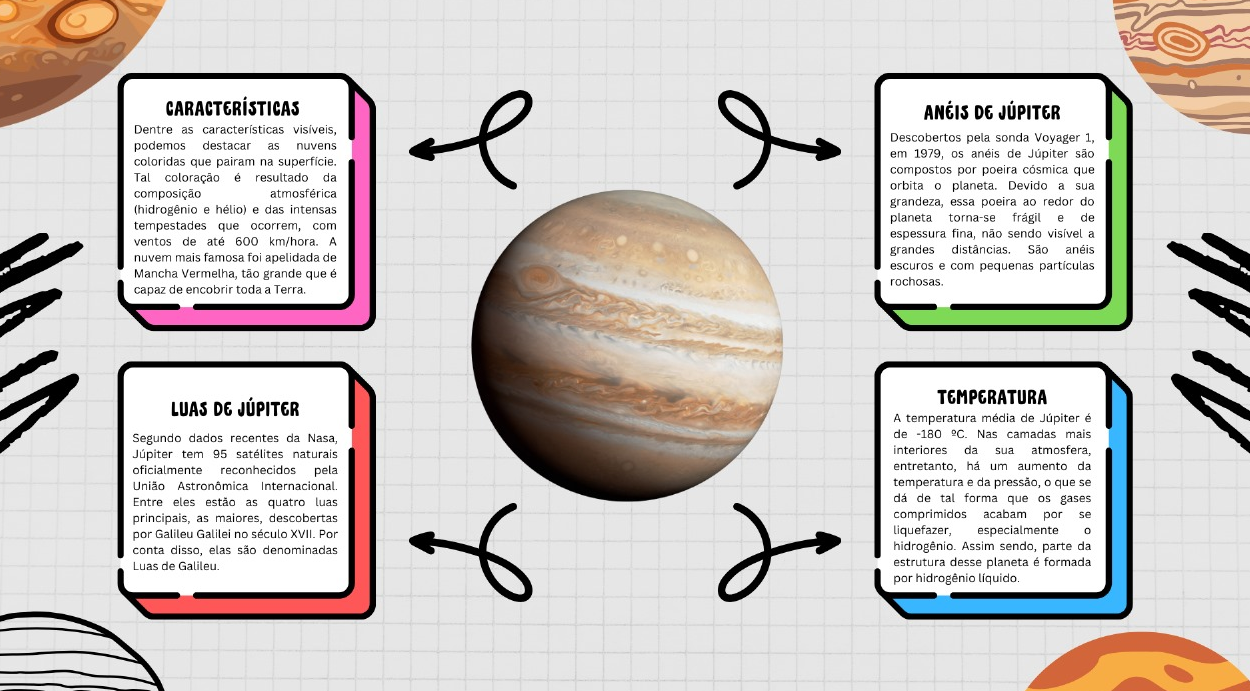 CARACTERÍSTICAS
Dentre as características visíveis,
podemos destacar as nuvens
coloridas que pairam na superfície.
Tal coloração é resultado da
composição atmosférica
(hidrogênio e hélio) e das intensas
tempestades que ocorrem, com
ventos de até 600 km/hora. A
nuvem mais famosa foi apelidada de
Mancha Vermelha, tão grande que é
capaz de encobrir toda a Terra.
ANÉIS DE JÚPITER
Descobertos pela sonda Voyager 1,
em 1979, os anéis de Júpiter são
compostos por poeira cósmica que
orbita o planeta. Devido a sua
grandeza, essa poeira ao redor do
planeta torna-se frágil e de
espessura fina, não sendo visível a
grandes distâncias. São anéis
escuros e com pequenas partículas
rochosas.
LUAS DE JÚPITER
Segundo dados recentes da Nasa,
Júpiter tem 95 satélites naturais
oficialmente reconhecidos pela
União Astronômica Internacional.
Entre eles estão as quatro luas
principais, as maiores, descobertas
por Galileu Galilei no século XVII. Por
conta disso, elas são denominadas
Luas de Galileu.
TEMPERATURA
A temperatura média de Júpiter é
de -180 ºC. Nas camadas mais
interiores da sua atmosfera,
entretanto, há um aumento da
temperatura e da pressão, o que se
dá de tal forma que os gases
comprimidos acabam por se
liquefazer, especialmente o
hidrogênio. Assim sendo, parte da
estrutura desse planeta é formada
por hidrogênio líquido.